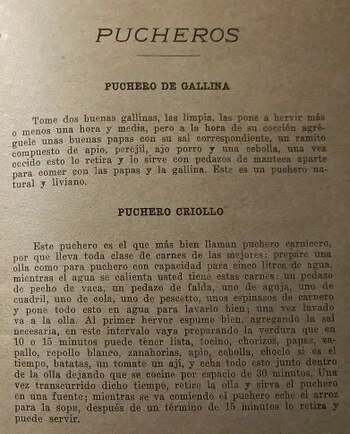 PUCHEROS
PUCHERO DE GALLINA
Tome dos buenas gallinas, las limpia, las pone a hervir más
o menos una hora y media, pero a la hora de su cocción agré-
guele unas buenas papas con su sal correspondiente, un ramito
compuesto de apio, perejil, ajo porro y una cebolla, una vez
cocido esto lo retira y lo sirve con pedazos de manteca aparte
para comer con las papas y la gallina. Este es un puchero na-
tural y liviano.
PUCHERO CRIOLLO
Este puchero es el que más bien llaman puchero carnicero,
por que lleva toda clase de carnes de las mejores: prepare una
olla como para puchero con capacidad para cinco litros de agua,
mientras el agua se calienta usted tiene estas carnes: un pedazo
de pecho de vaca, un pedazo de falda, uno de aguja, uno de
cuadril, uno de cola, uno de pescetto, unos espinazos de carnero
y pone todo esto en agua para lavarlo bien; una vez lavado
va a la olla. Al primer hervor espume bien, agregando la sal
necesaria, en este intervalo vaya preparando la verdura que en
10 o 15 minutos puede tener lista, tocino, chorizos, papas, za-
pallo, repollo blanco, zanahorias, apio, cebolla, choclo si es el
tiempo, batatas, un tomate un ají, y echa todo esto junto dentro
de la olla dejando que se cocine por espacio de 30 minutos. Una
vez transcurrido dicho tiempo, retire la olla y sirva el puchero
en una fuente; mientras se va comiendo el puchero eche el arroz
para la sopa, después de un término de 15 minutos lo retira y
puede servir.